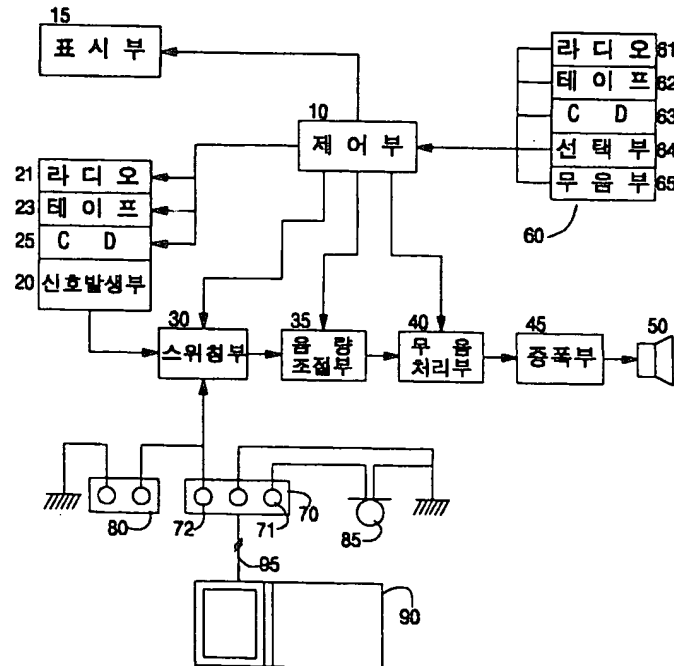 15
표 시 부
10
제 어 부
라 디 오 61
테 이 프 62
C D 63
선 택 부 64
무 음 부 65
60
21 라 디 오
23 테 이 프
25 C D
20 신호발생부
30
스위칭부
35
음 량
조절부
40
무 음
처리부
45
증폭부
50
80
72
71
70
85
95
90